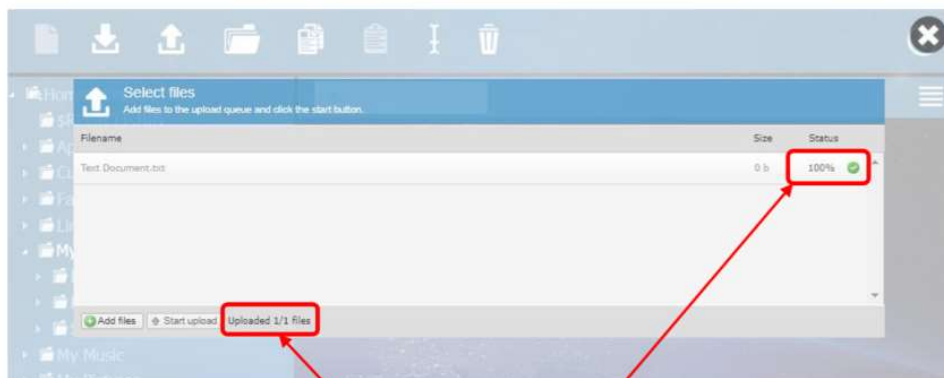 Select files
Add files to the upload queue and click the start button.
Filename Size Status
Text Document.txt 0 b 100%
Add files Start upload Uploaded 1/1 files
My Music